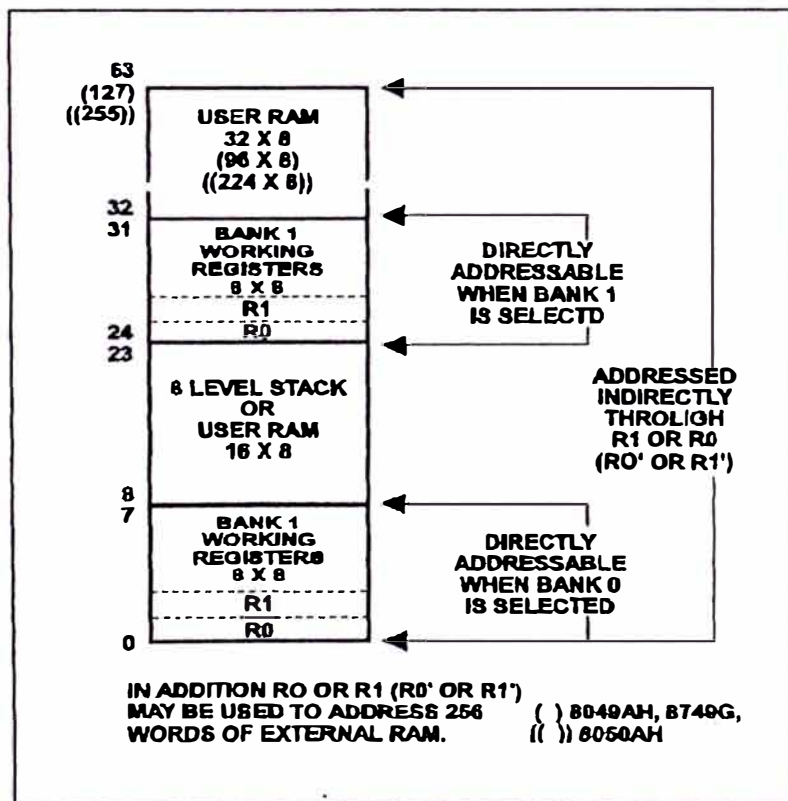 63
(127)
((255))
USER RAM
32 X 8
(96 X 8)
((224 X 8))
32
31
BANK 1
WORKING
REGISTERS
8 X 8
R1
R0
24
23
DIRECTLY
ADDRESSABLE
WHEN BANK 1
IS SELECTD
8 LEVEL STACK
OR
USER RAM
16 X 8
ADDRESSED
INDIRECTLY
THROLIGH
R1 OR R0
(RO' OR R1')
8
7
BANK 1
WORKING
REGISTERS
8 X 8
R1
R0
0
DIRECTLY
ADDRESSABLE
WHEN BANK 0
IS SELECTED
IN ADDITION RO OR R1 (R0' OR R1')
MAY BE USED TO ADDRESS 256
WORDS OF EXTERNAL RAM.
( ) 8049AH, 8749G,
(( )) 8050AH